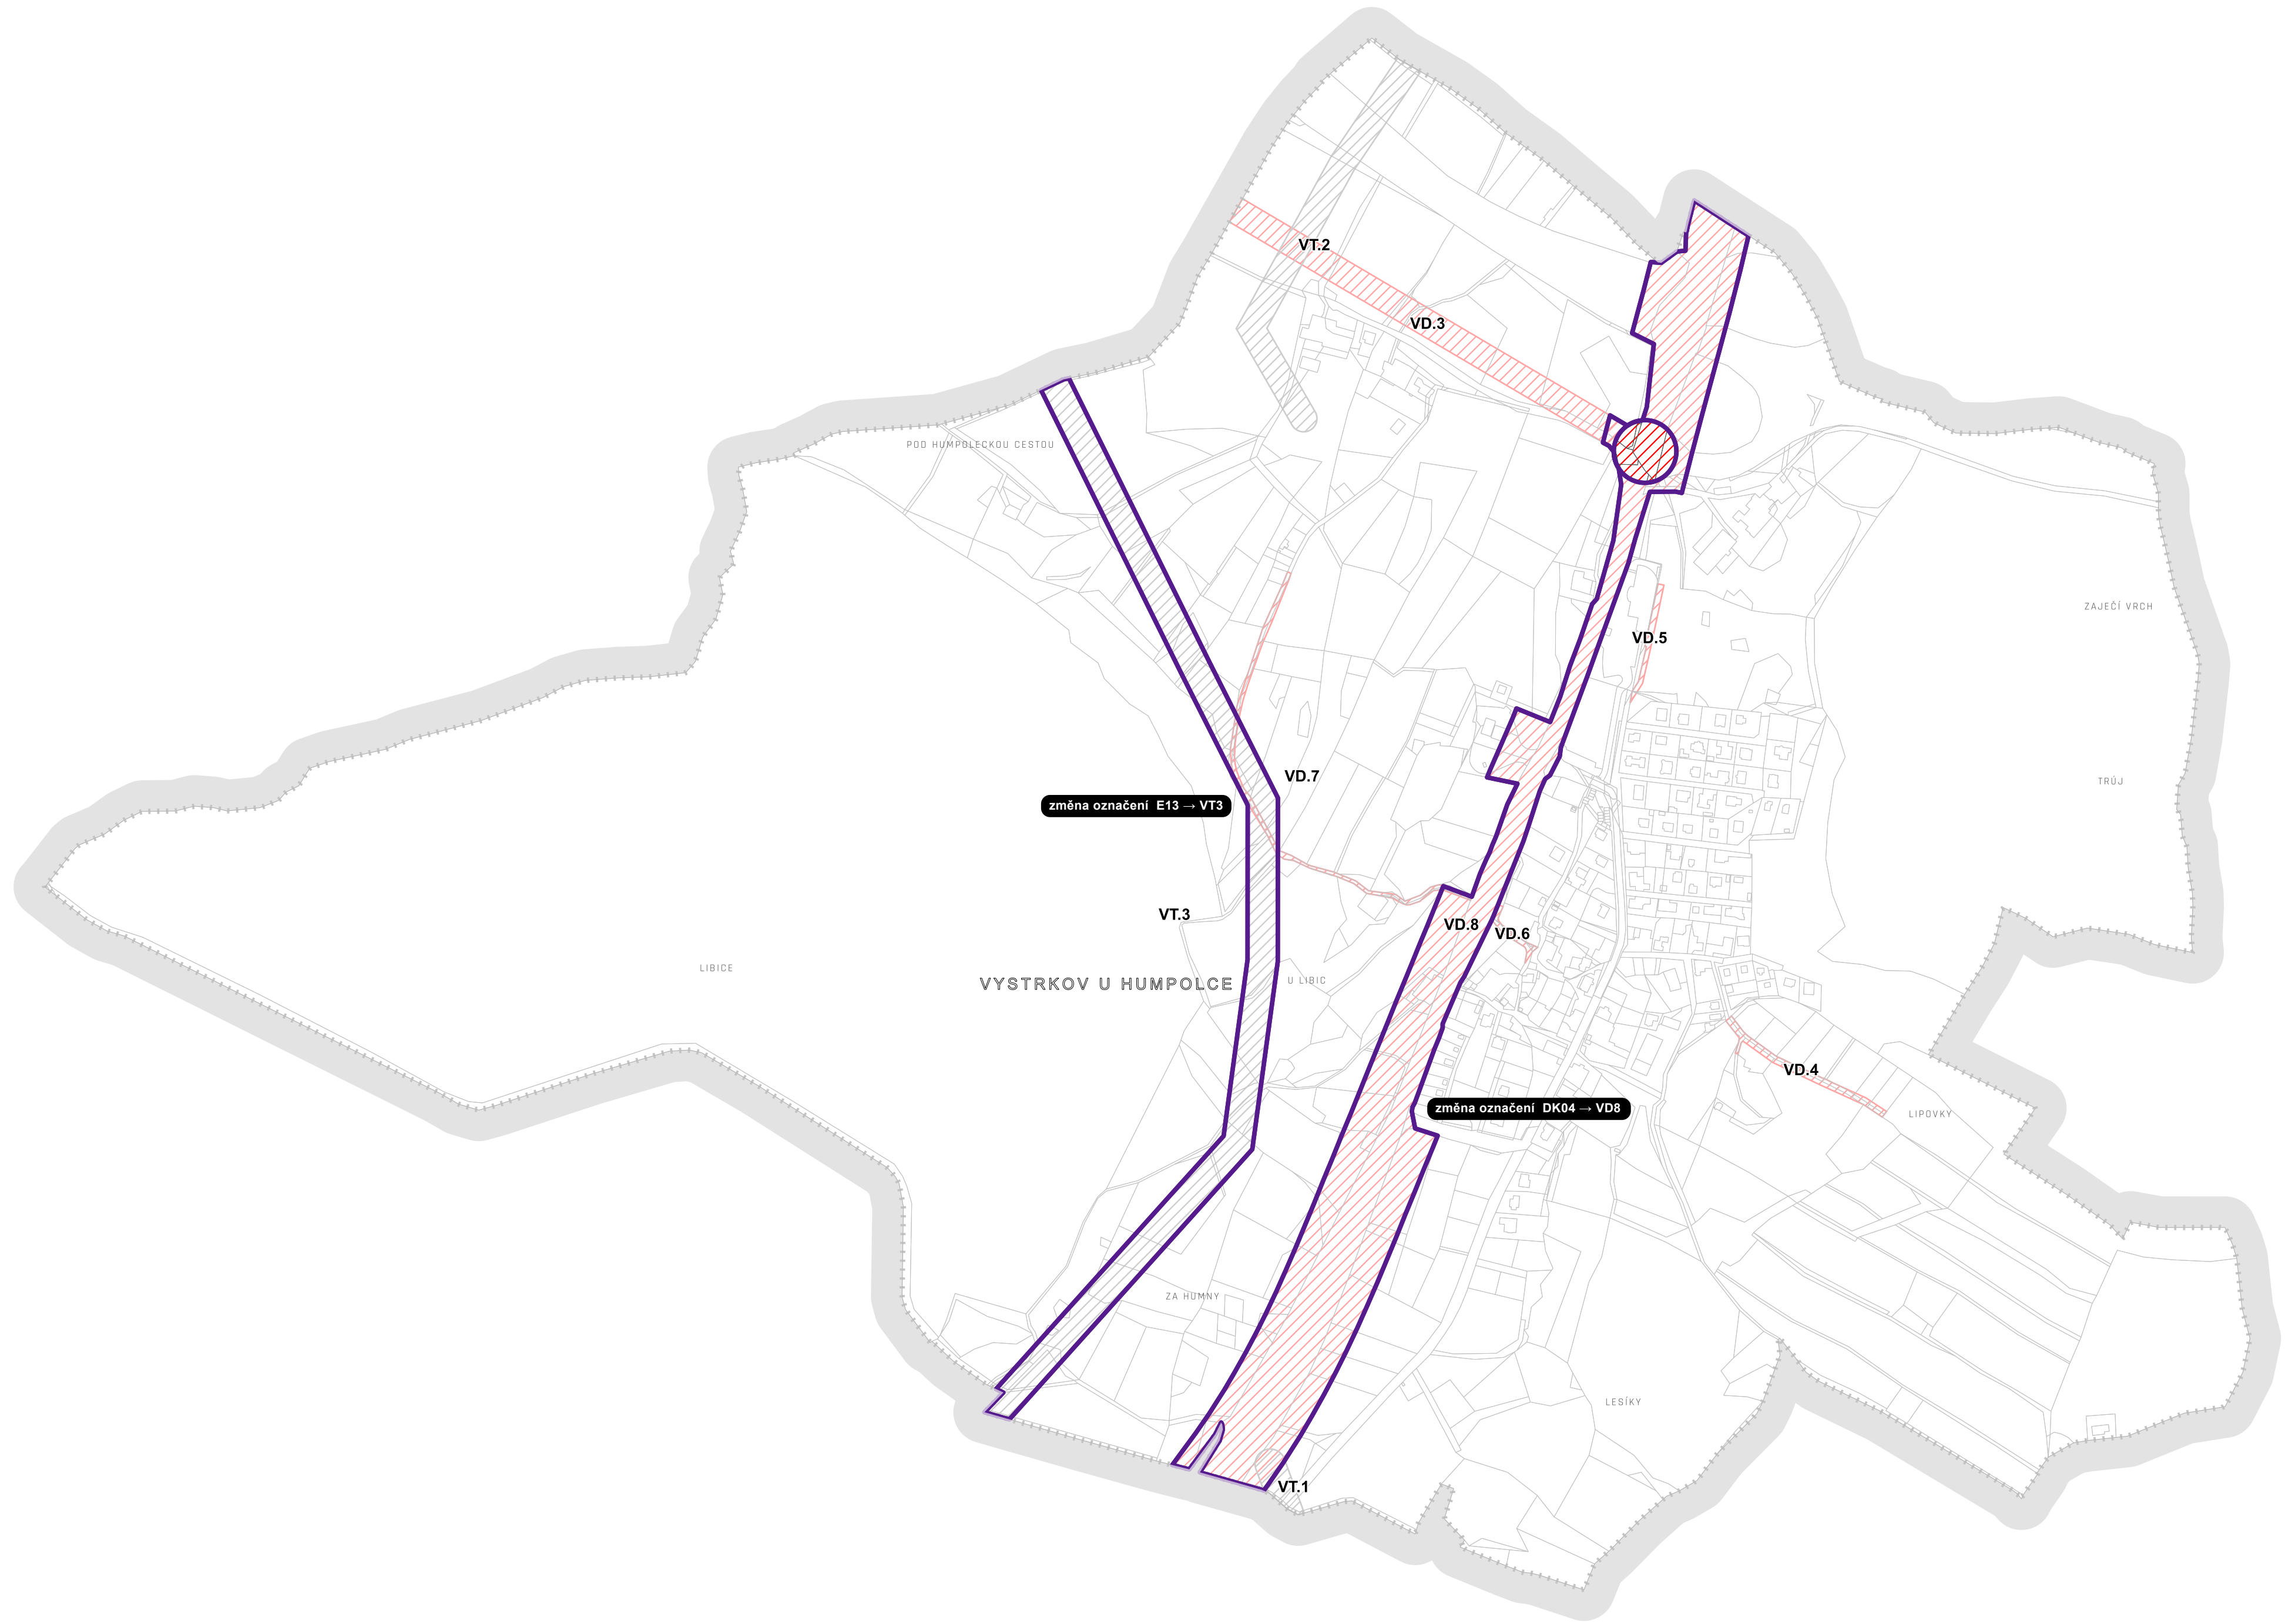 VT.2
VD.3
POD HUMPOLECKOU CESTOU
ZAJEČÍ VRCH
VD.5
VD.7
TRŮJ
změna označení E13 → VT3
VT.3
VD.8
VD.6
LIBICE
VYSTRKOV U HUMPOLCE
U LIBIC
VD.4
změna označení DK04 → VD8
LIPOVKY
ZA HUMNY
LESÍKY
VT.1